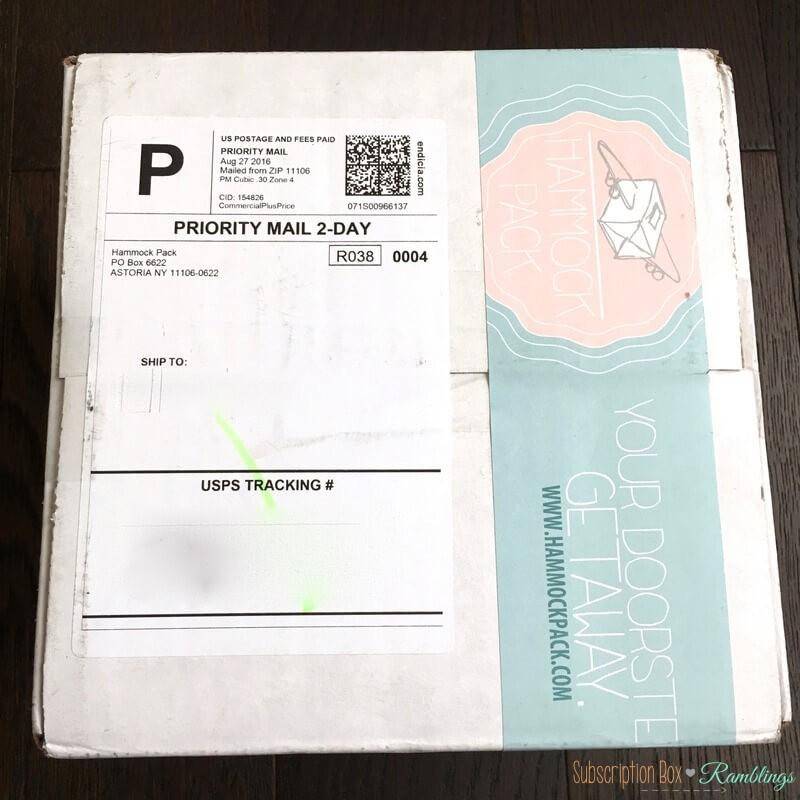 P
US POSTAGE AND FEES PAID
PRIORITY MAIL
Aug 27 2016
Mailed from ZIP 11106
PM Cubic .30 Zone 4
CID: 154826
CommercialPlusPrice
endicia.com
071S00966137
PRIORITY MAIL 2-DAY
Hammock Pack
PO Box 6622
ASTORIA NY 11106-0622
R038 0004
SHIP TO:
USPS TRACKING #
HAMMOCK
PACK
YOUR DOORSTE
GETAWAY.
WWW.HAMMOCKPACK.COM
Subscription Box Ramblings